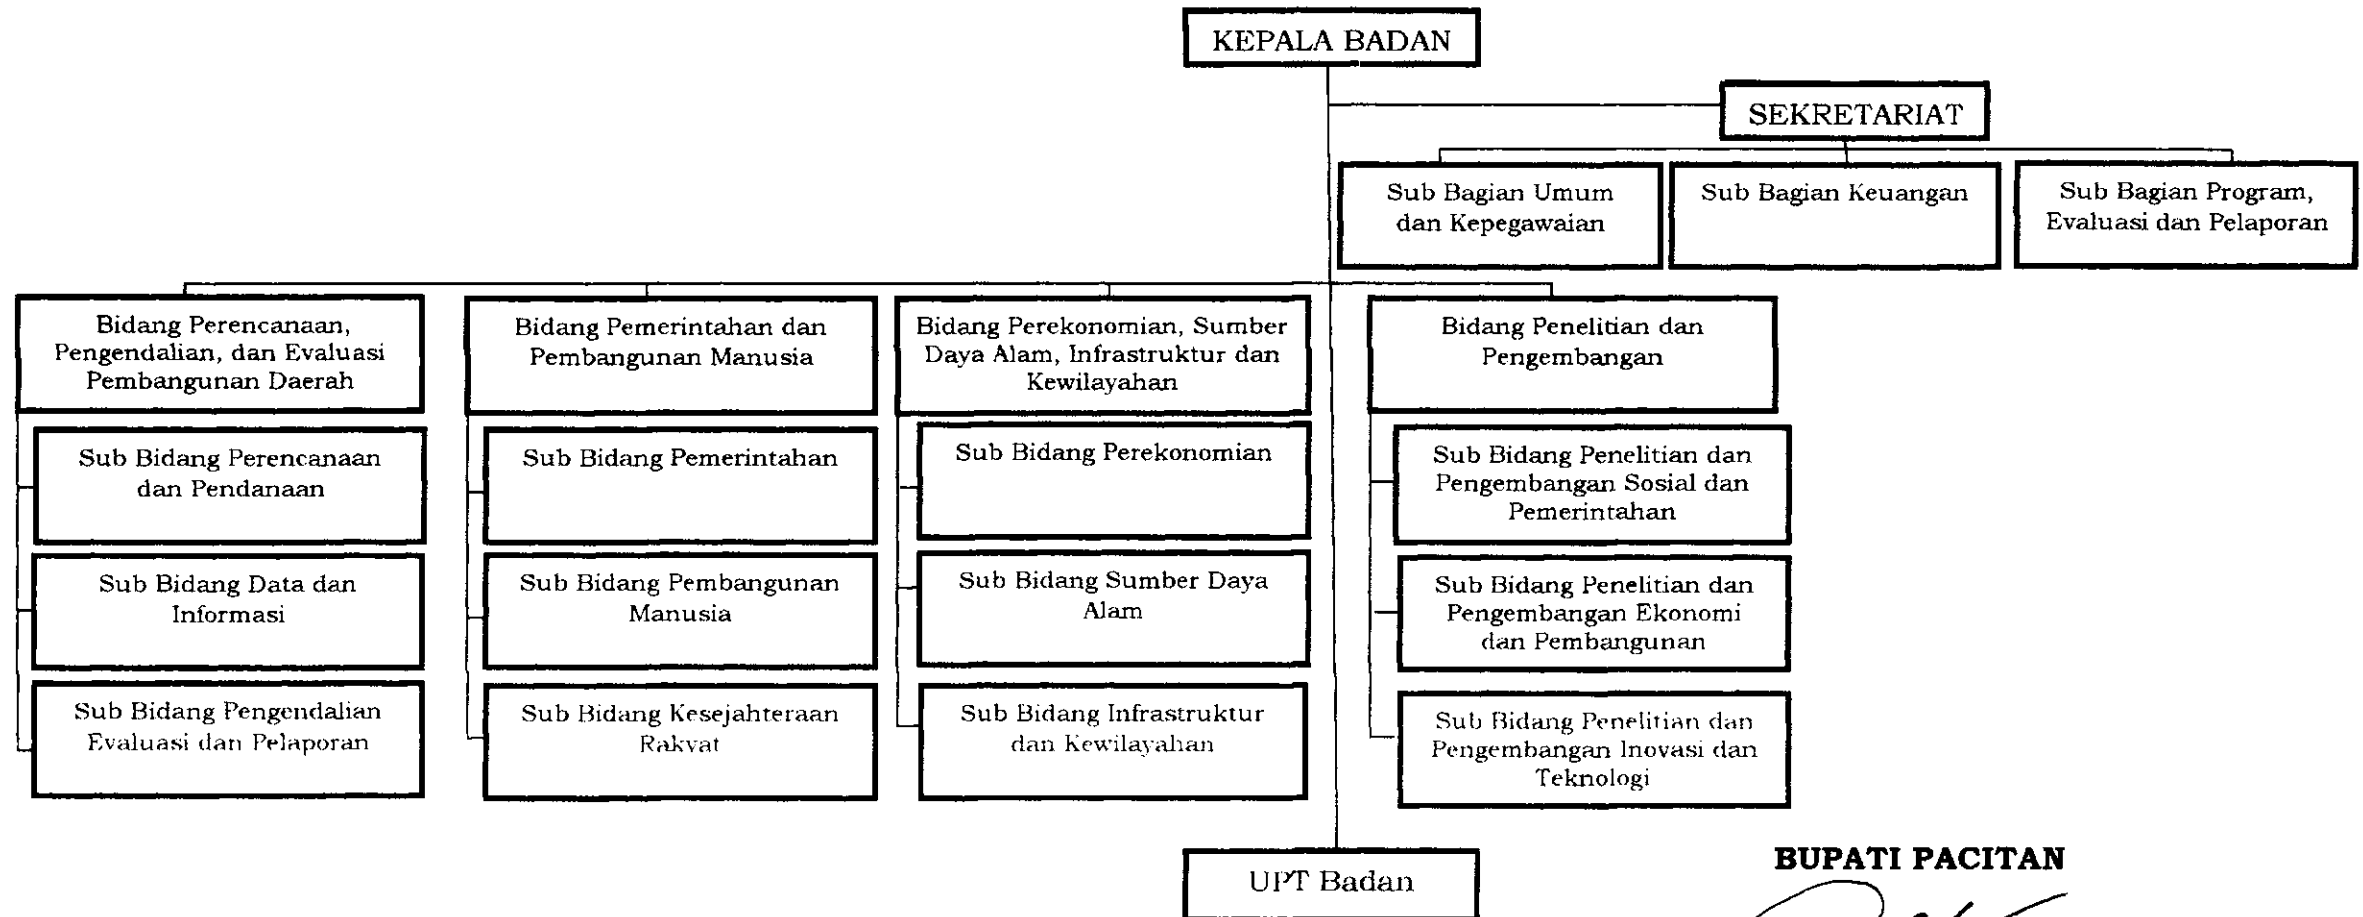 KEPALA BADAN
SEKRETARIAT
Sub Bagian Umum
dan Kepegawaian
Sub Bagian Keuangan
Sub Bagian Program,
Evaluasi dan Pelaporan
Bidang Perencanaan,
Pengendalian, dan Evaluasi
Pembangunan Daerah
Sub Bidang Perencanaan
dan Pendanaan
Sub Bidang Data dan
Informasi
Sub Bidang Pengendalian
Evaluasi dan Pelaporan
Bidang Pemerintahan dan
Pembangunan Manusia
Sub Bidang Pemerintahan
Sub Bidang Pembangunan
Manusia
Sub Bidang Kesejahteraan
Rakyat
Bidang Perekonomian, Sumber
Daya Alam, Infrastruktur dan
Kewilayahan
Sub Bidang Perekonomian
Sub Bidang Sumber Daya
Alam
Sub Bidang Infrastruktur
dan Kewilayahan
Bidang Penelitian dan
Pengembangan
Sub Bidang Penelitian dan
Pengembangan Sosial dan
Pemerintahan
Sub Bidang Penelitian dan
Pengembangan Ekonomi
dan Pembangunan
Sub Bidang Penelitian dan
Pengembangan Inovasi dan
Teknologi
UPT Badan
BUPATI PACITAN